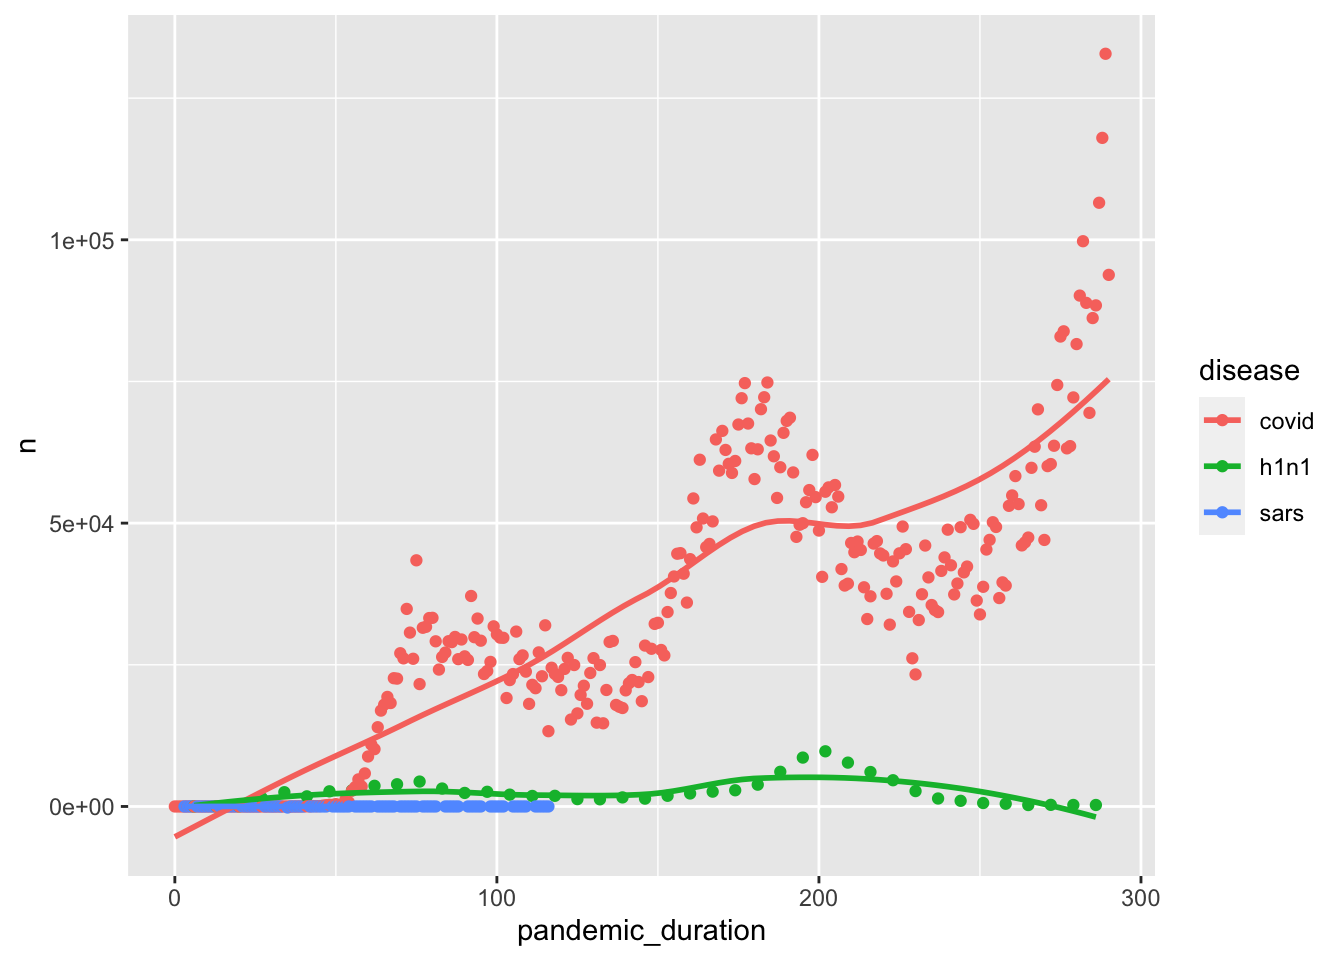 1e+05
5e+04
0e+00
n
0
100
200
300
pandemic_duration
disease
covid
h1n1
sars